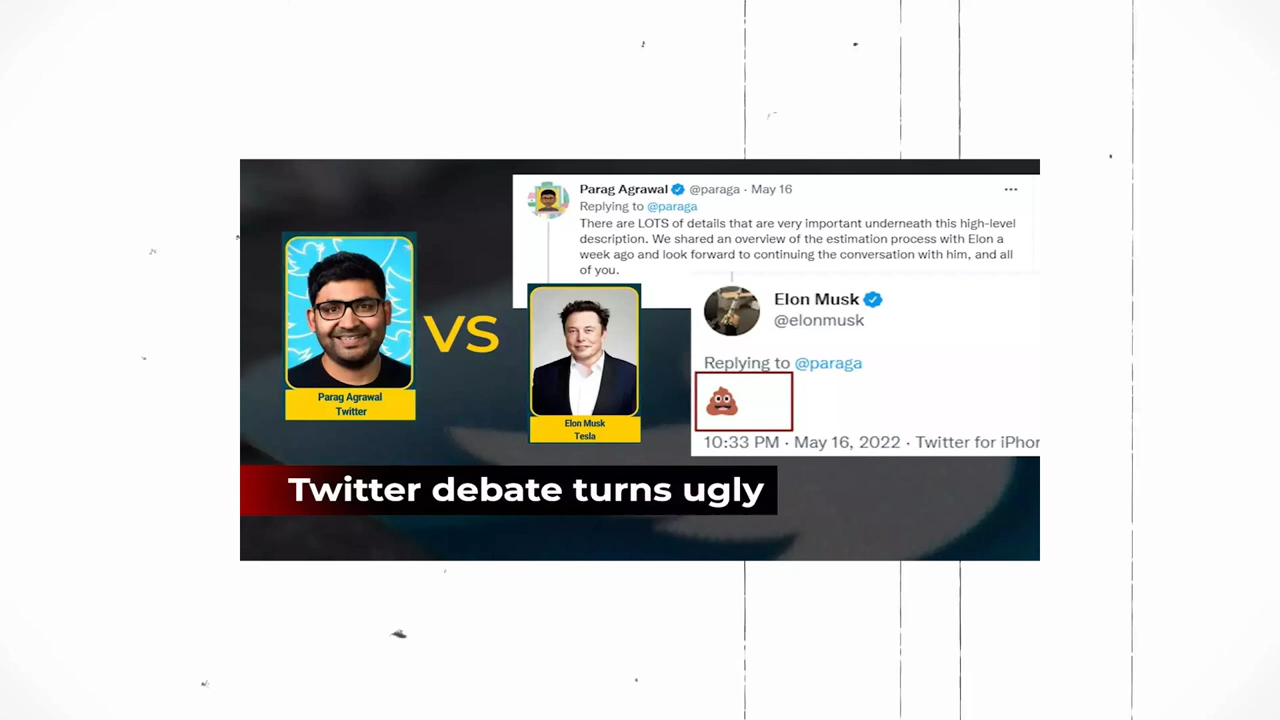 Parag Agrawal @paraga · May 16
Replying to @paraga
There are LOTS of details that are very important underneath this high-level
description. We shared an overview of the estimation process with Elon a
week ago and look forward to continuing the conversation with him, and all
of you.
Elon Musk
@elonmusk
Replying to @paraga
💩
10:33 PM · May 16, 2022 · Twitter for iPhor
Parag Agrawal
Twitter
VS
Elon Musk
Tesla
Twitter debate turns ugly